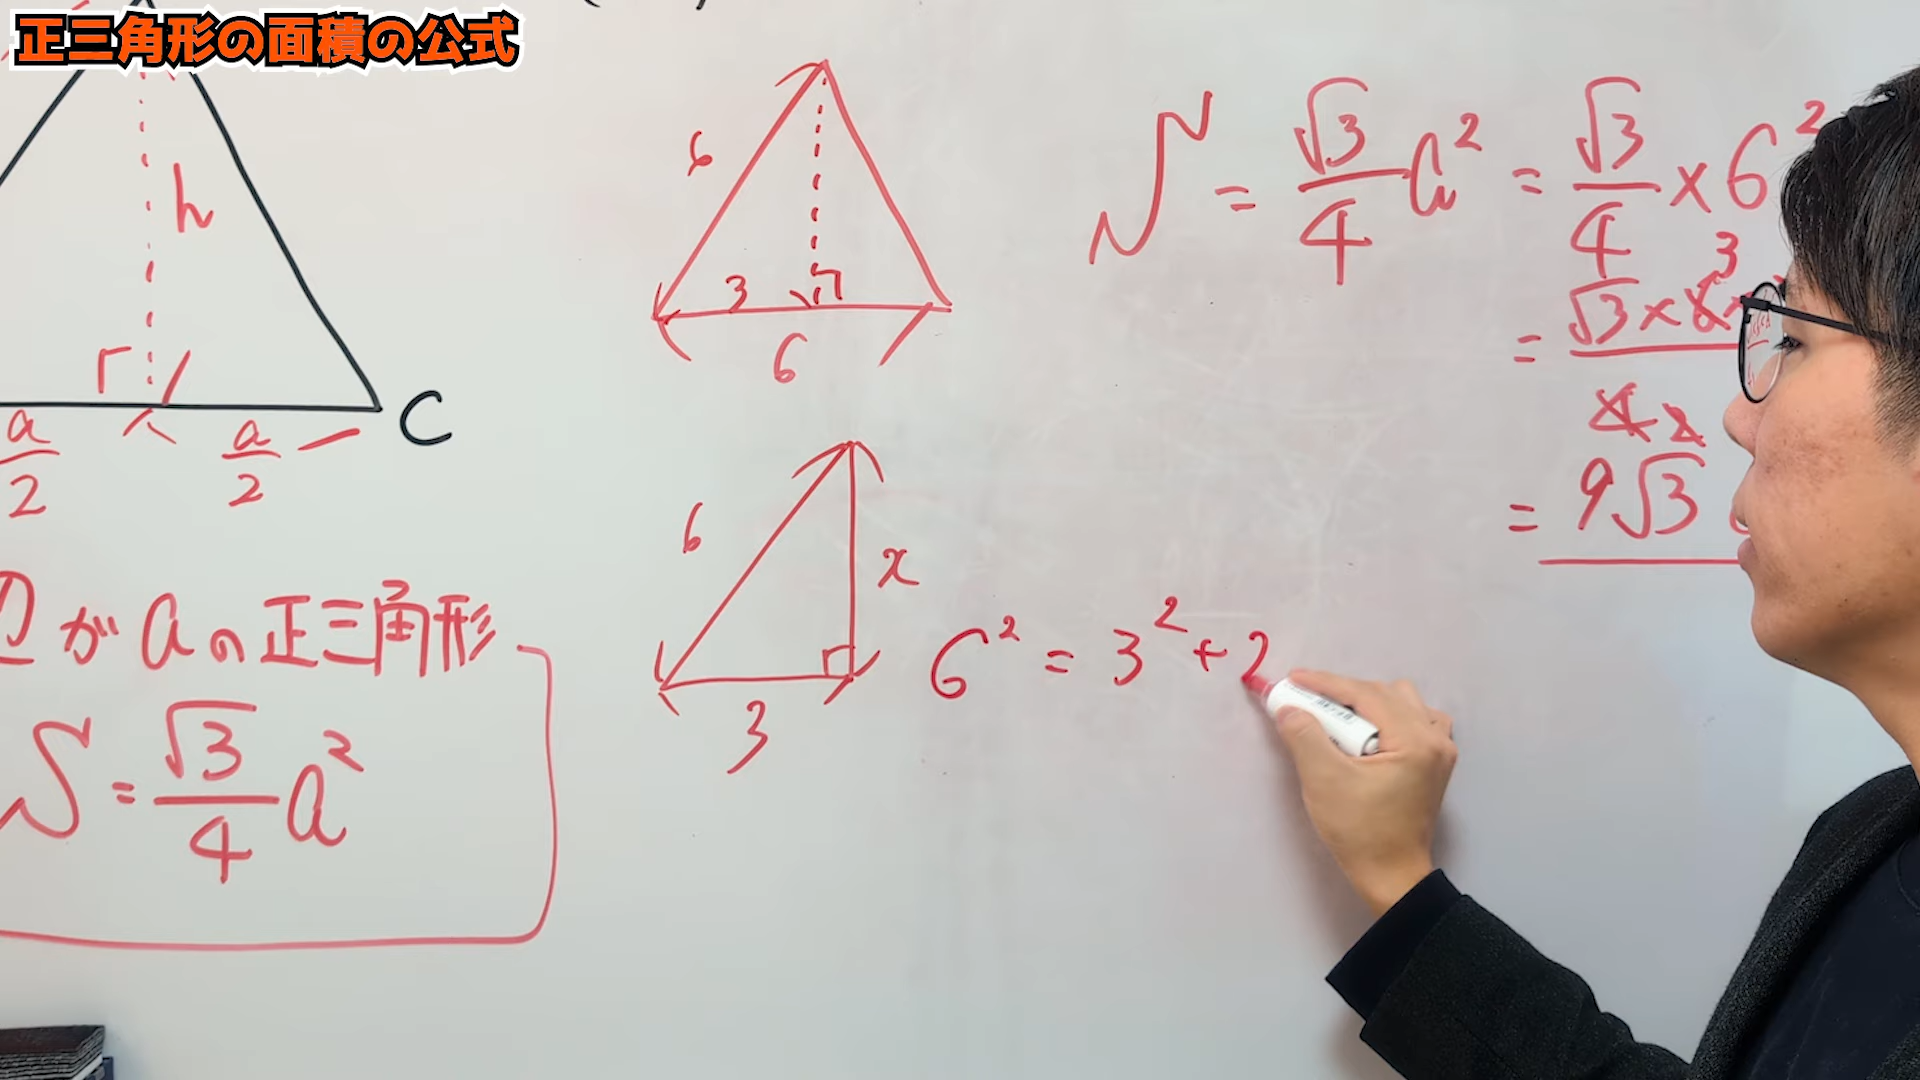 正三角形の面積の公式
h
a/2
a/2
C
がaの正三角形
S = √3/4 a²
6
3
6
6
x
3
6² = 3² +
S = √3/4 a² = √3/4 × 6²
= √3 × 6 3
4 2
= 9√3